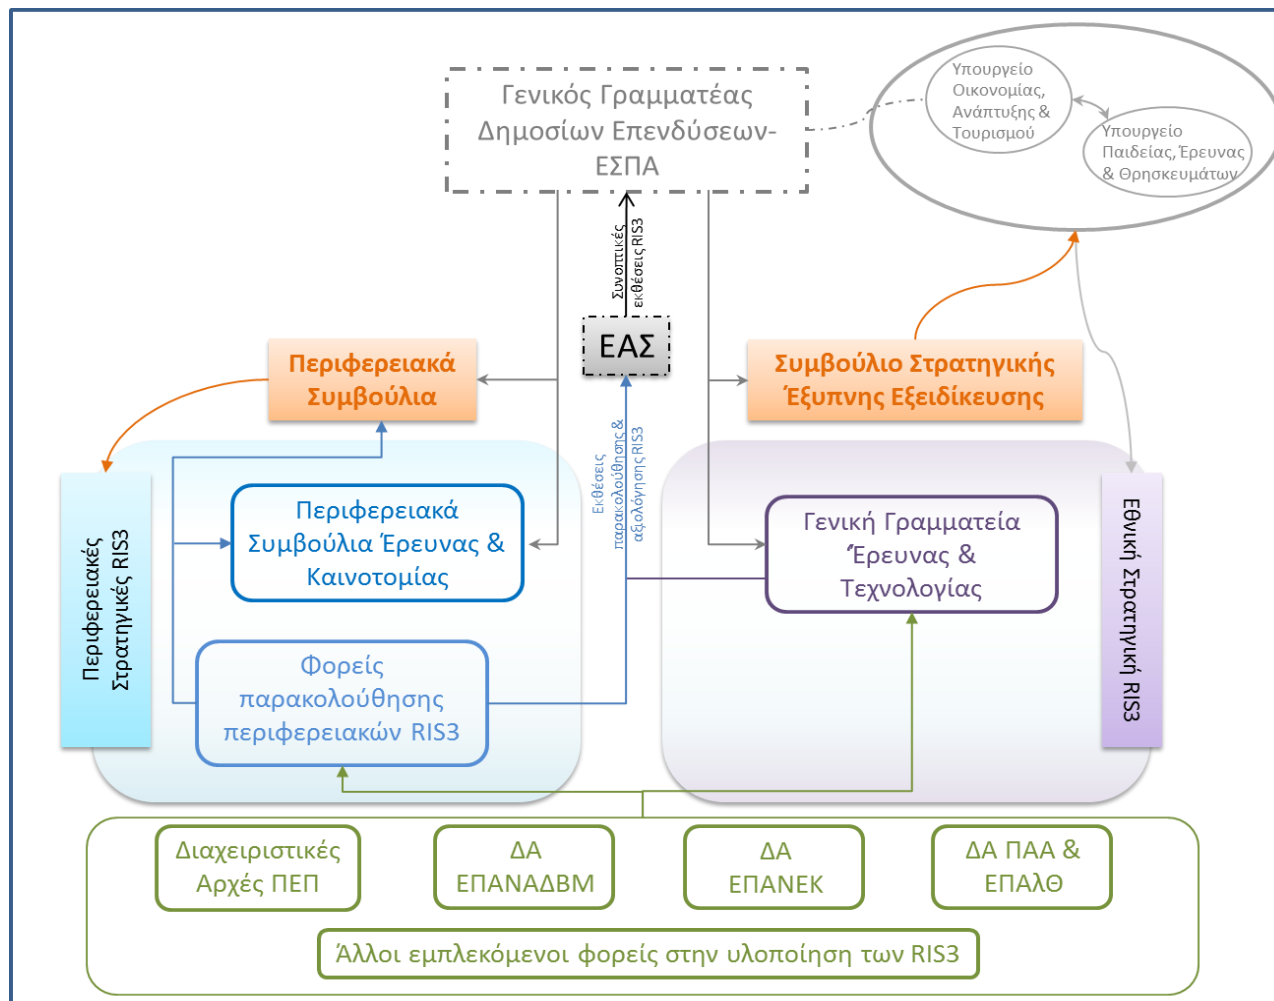 Γενικός Γραμματέας
Δημοσίων Επενδύσεων-
ΕΣΠΑ
Υπουργείο
Οικονομίας,
Ανάπτυξης &
Τουρισμού
Υπουργείο
Παιδείας, Έρευνας
& Θρησκευμάτων
Συνοπτικές
εκθέσεις RIS3
ΕΑΣ
Περιφερειακά
Συμβούλια
Συμβούλιο Στρατηγικής
Έξυπνης Εξειδίκευσης
Εκθέσεις
παρακολούθησης &
αξιολόγησης RIS3
Περιφερειακές
Στρατηγικές RIS3
Περιφερειακά
Συμβούλια Έρευνας &
Καινοτομίας
Γενική Γραμματεία
Έρευνας &
Τεχνολογίας
Εθνική Στρατηγική RIS3
Φορείς
παρακολούθησης
περιφερειακών RIS3
Διαχειριστικές
Αρχές ΠΕΠ
ΔΑ
ΕΠΑΝΑΔΒΜ
ΔΑ
ΕΠΑΝΕΚ
ΔΑ ΠΑΑ &
ΕΠΑλΘ
Άλλοι εμπλεκόμενοι φορείς στην υλοποίηση των RIS3